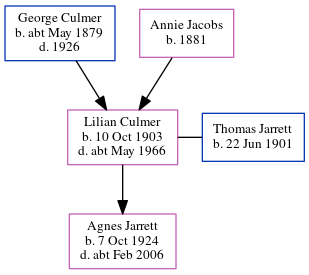 George Culmer
b. abt May 1879
d. 1926
Annie Jacobs
b. 1881
Lilian Culmer
b. 10 Oct 1903
d. abt May 1966
Thomas Jarrett
b. 22 Jun 1901
Agnes Jarrett
b. 7 Oct 1924
d. abt Feb 2006